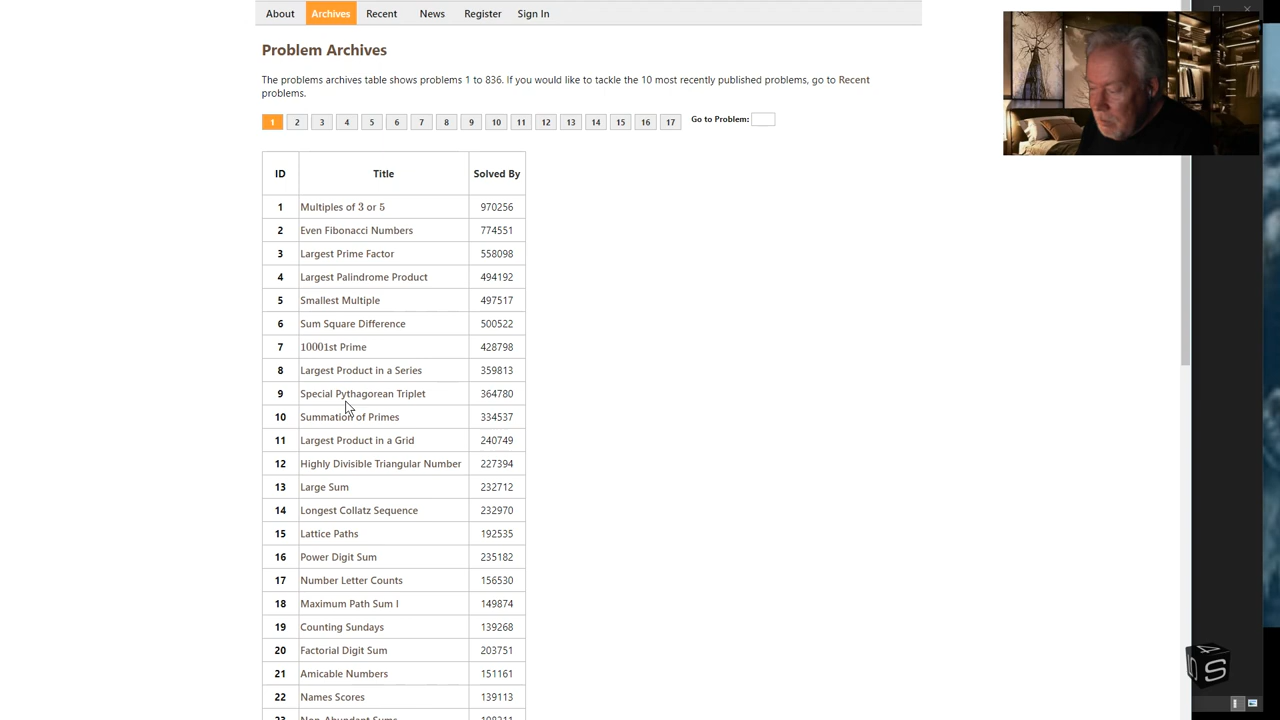 About Archives Recent News Register Sign In
Problem Archives
The problems archives table shows problems 1 to 836. If you would like to tackle the 10 most recently published problems, go to Recent
problems.
1 2 3 4 5 6 7 8 9 10 11 12 13 14 15 16 17 Go to Problem:
ID Title Solved By
1 Multiples of 3 or 5 970256
2 Even Fibonacci Numbers 774551
3 Largest Prime Factor 558098
4 Largest Palindrome Product 494192
5 Smallest Multiple 497517
6 Sum Square Difference 500522
7 10001st Prime 428798
8 Largest Product in a Series 359813
9 Special Pythagorean Triplet 364780
10 Summation of Primes 334537
11 Largest Product in a Grid 240749
12 Highly Divisible Triangular Number 227394
13 Large Sum 232712
14 Longest Collatz Sequence 232970
15 Lattice Paths 192535
16 Power Digit Sum 235182
17 Number Letter Counts 156530
18 Maximum Path Sum I 149874
19 Counting Sundays 139268
20 Factorial Digit Sum 203751
21 Amicable Numbers 151161
22 Names Scores 139113
4
S